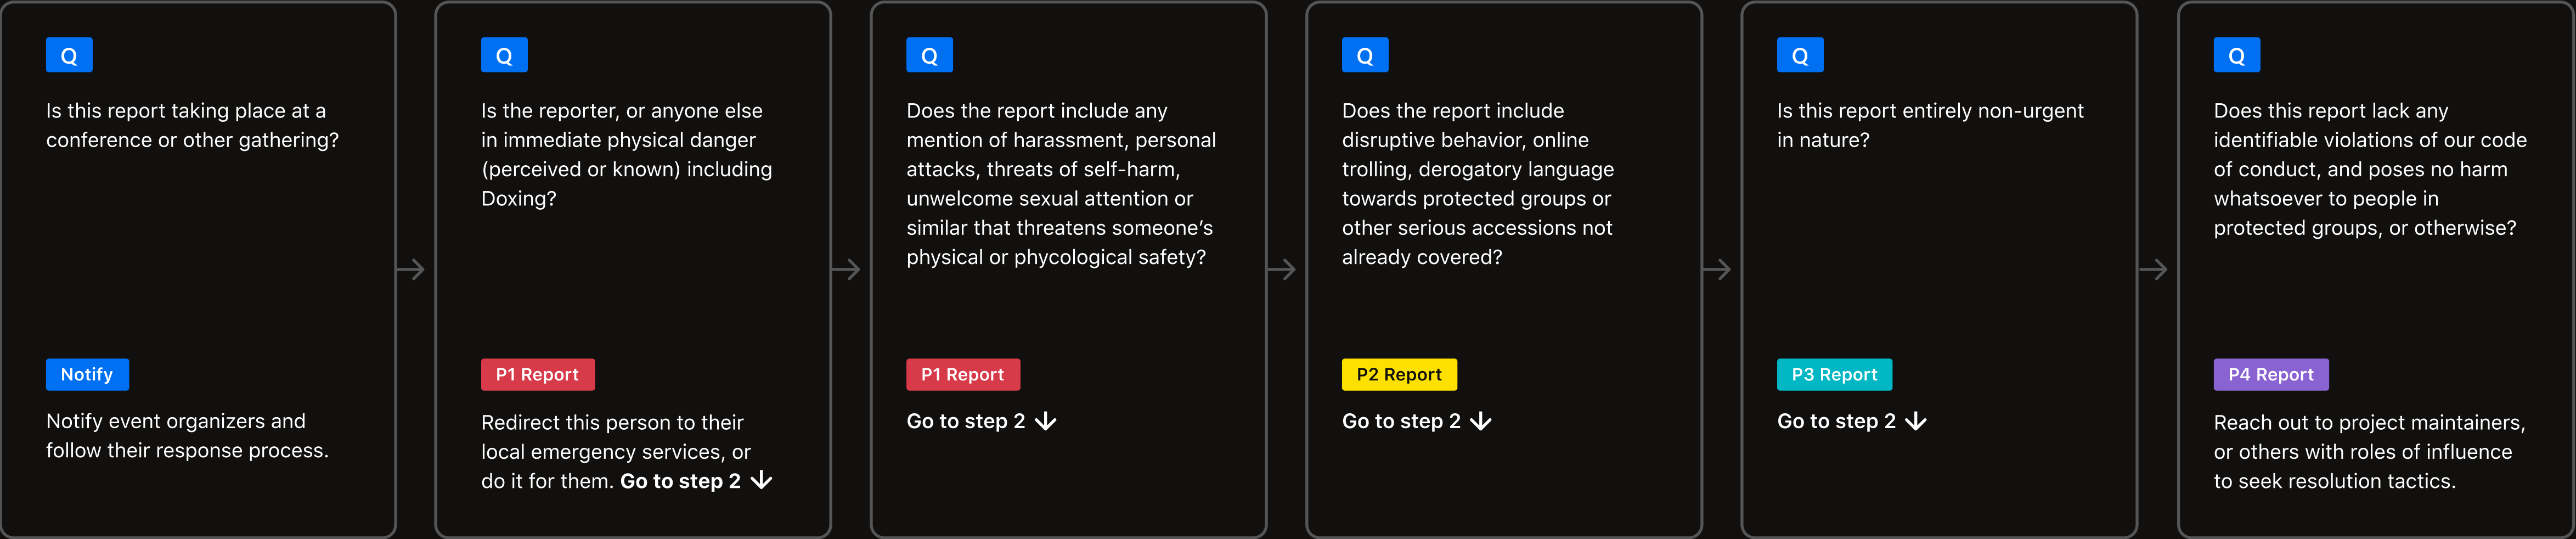 Q
Is this report taking place at a
conference or other gathering?
Notify
Notify event organizers and
follow their response process.
Q
Is the reporter, or anyone else
in immediate physical danger
(perceived or known) including
Doxing?
P1 Report
Redirect this person to their
local emergency services, or
do it for them. Go to step 2
Q
Does the report include any
mention of harassment, personal
attacks, threats of self-harm,
unwelcome sexual attention or
similar that threatens someone’s
physical or phycological safety?
P1 Report
Go to step 2
Q
Does the report include
disruptive behavior, online
trolling, derogatory language
towards protected groups or
other serious accessions not
already covered?
P2 Report
Go to step 2
Q
Is this report entirely non-urgent
in nature?
P3 Report
Go to step 2
Q
Does this report lack any
identifiable violations of our code
of conduct, and poses no harm
whatsoever to people in
protected groups, or otherwise?
P4 Report
Reach out to project maintainers,
or others with roles of influence
to seek resolution tactics.